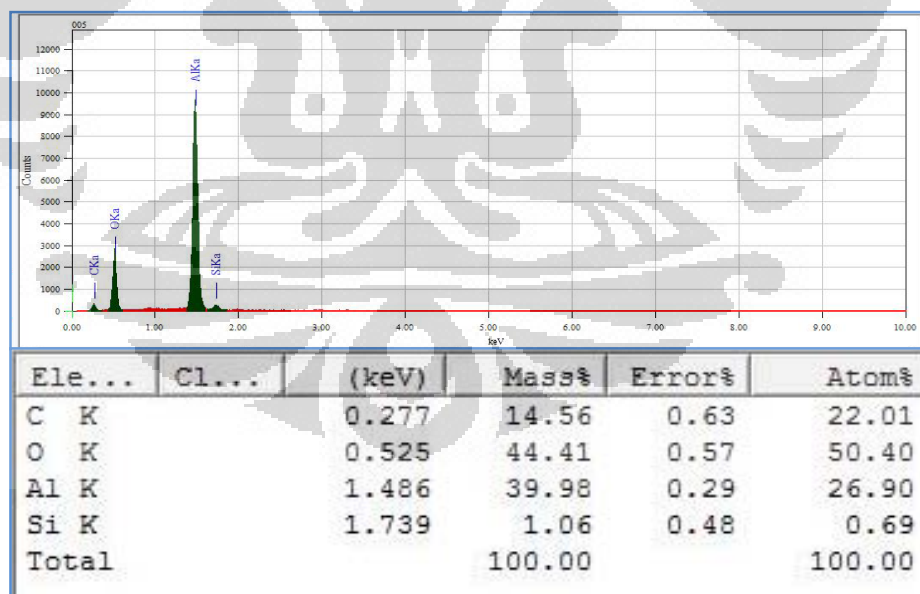 005
12000
11000
10000
9000
8000
7000
6000
5000
4000
3000
2000
1000
0
Counts
CKa
OKa
AlKa
SiKa
0.00 1.00 2.00 3.00 4.00 5.00 6.00 7.00 8.00 9.00 10.00
keV
Ele... Cl... (keV) Mass% Error% Atom%
C K 0.277 14.56 0.63 22.01
O K 0.525 44.41 0.57 50.40
Al K 1.486 39.98 0.29 26.90
Si K 1.739 1.06 0.48 0.69
Total 100.00 100.00